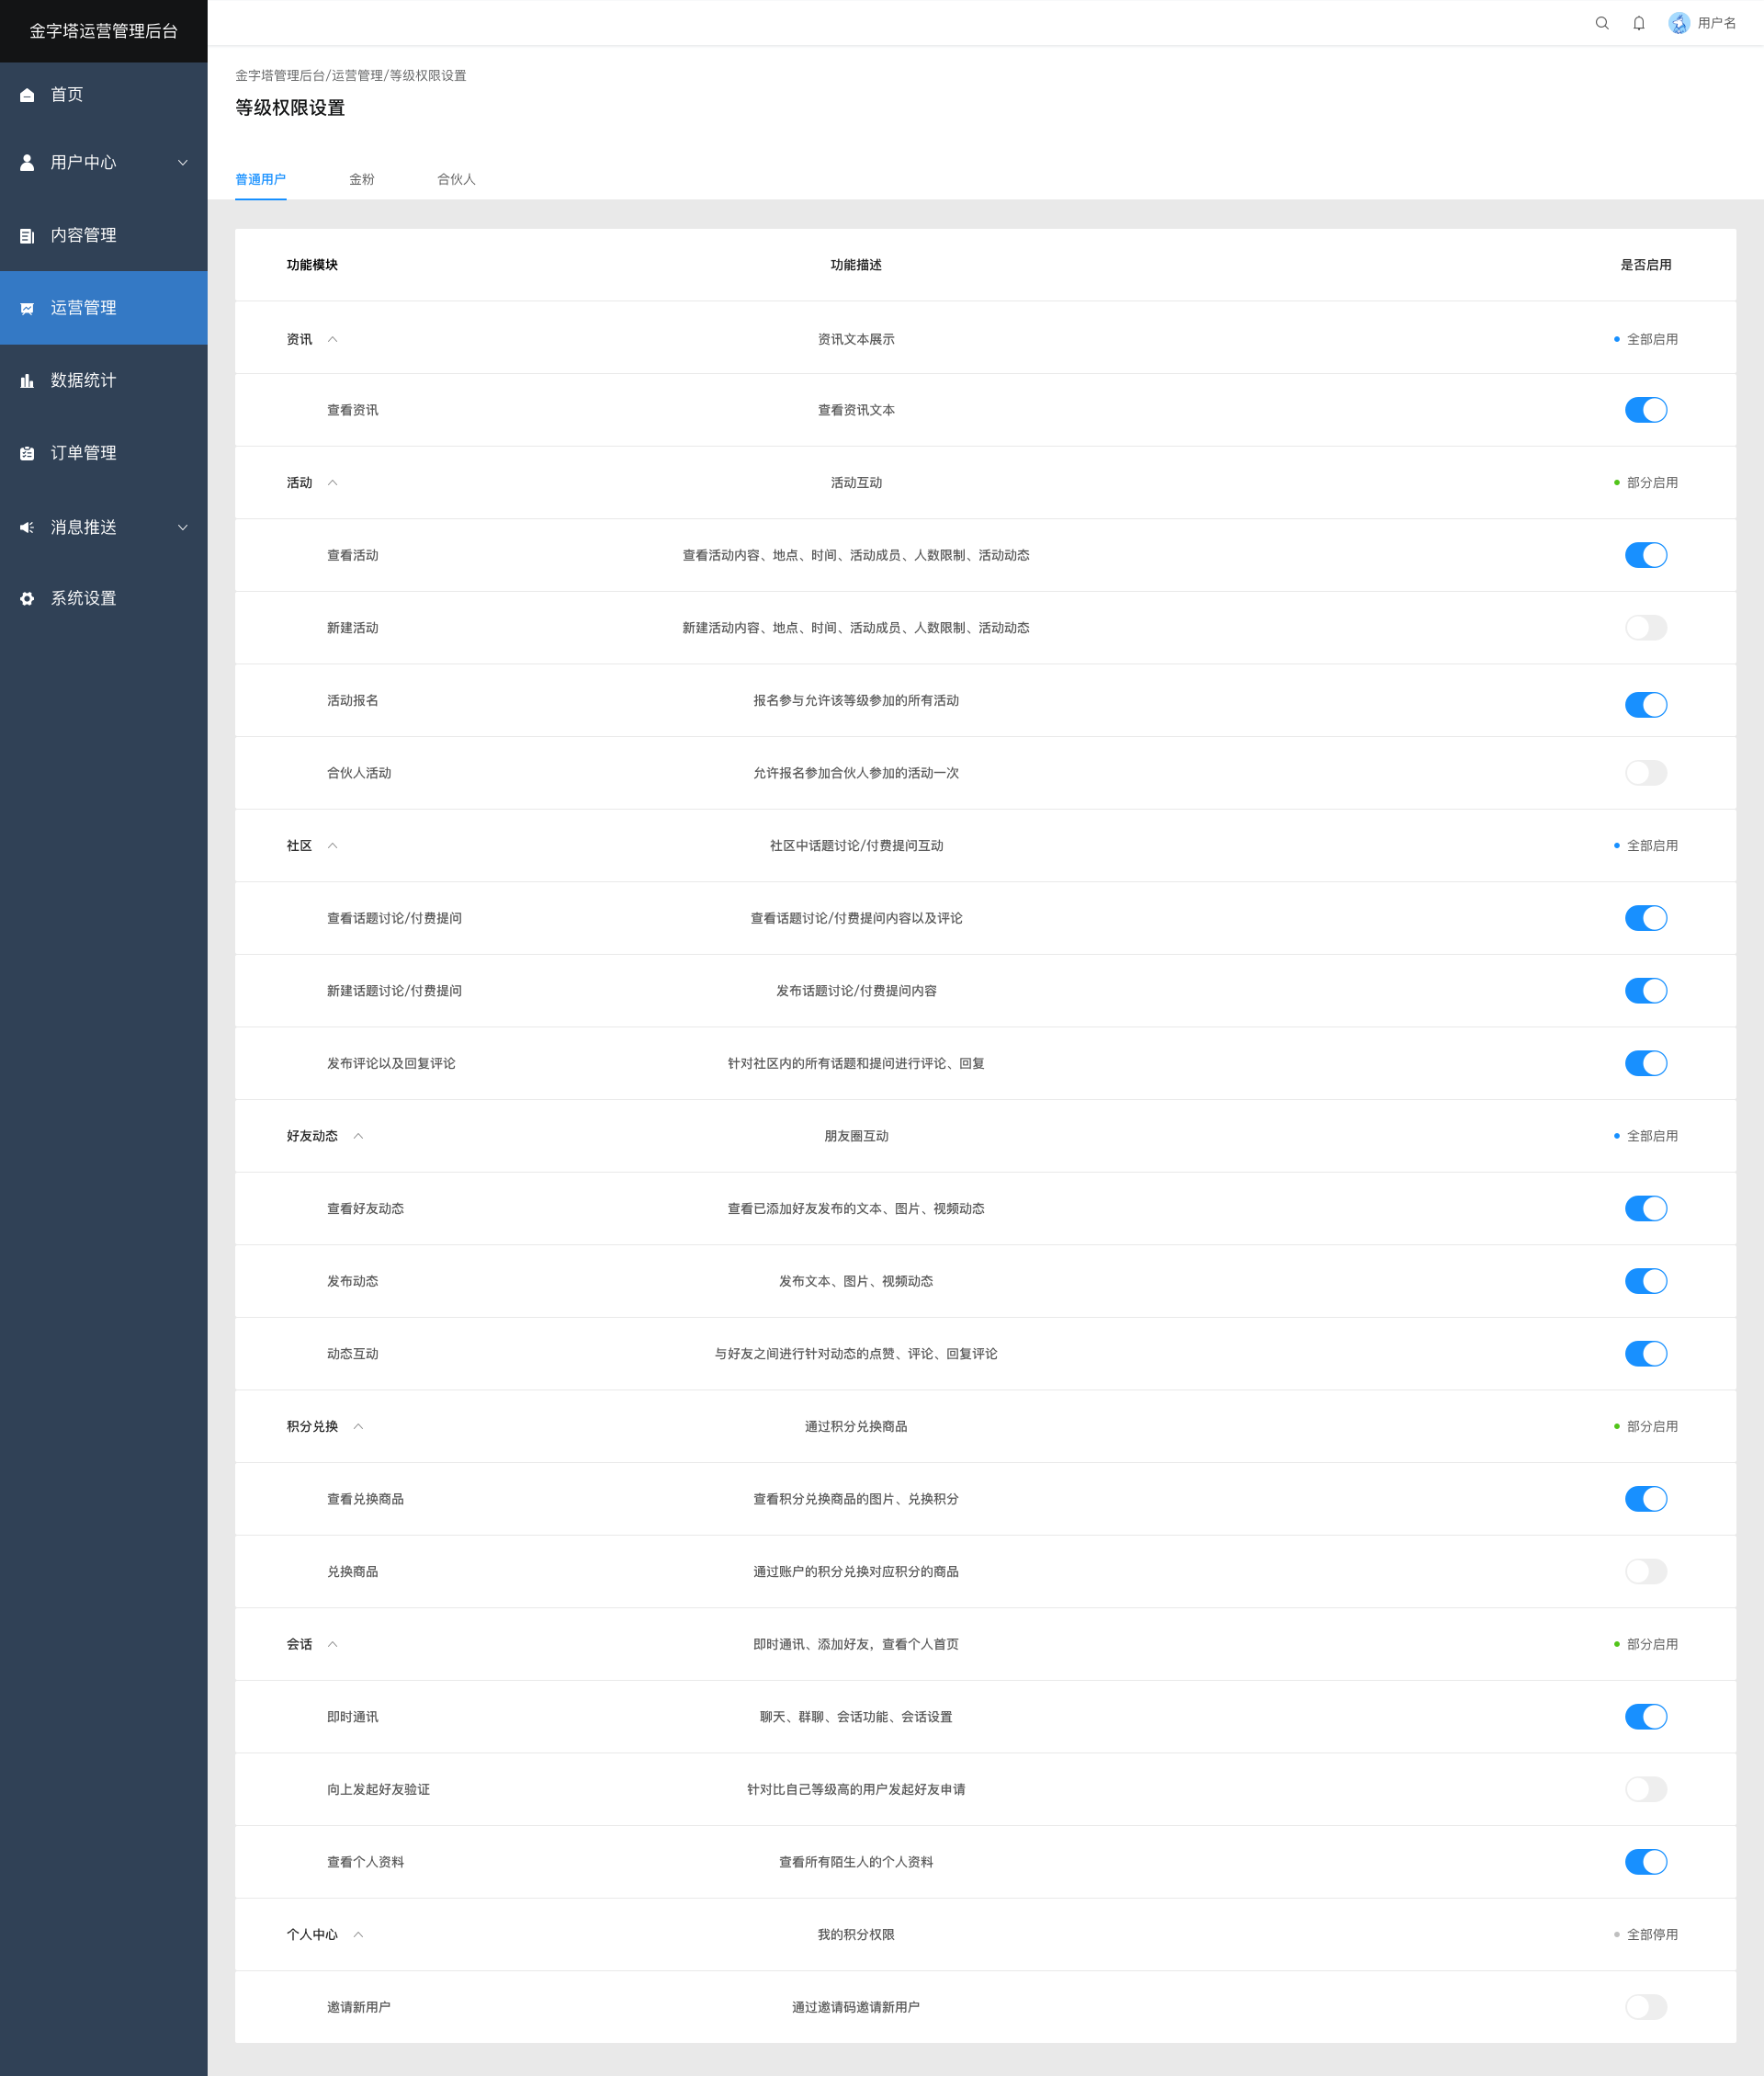 金字塔运营管理后台
首页
用户中心
内容管理
运营管理
数据统计
订单管理
消息推送
系统设置
用户名
金字塔管理后台/运营管理/等级权限设置
等级权限设置
普通用户 金粉 合伙人
功能模块 功能描述 是否启用
资讯 资讯文本展示 全部启用
查看资讯 查看资讯文本
活动 活动互动 部分启用
查看活动 查看活动内容、地点、时间、活动成员、人数限制、活动动态
新建活动 新建活动内容、地点、时间、活动成员、人数限制、活动动态
活动报名 报名参与允许该等级参加的所有活动
合伙人活动 允许报名参加合伙人参加的活动一次
社区 社区中话题讨论/付费提问互动 全部启用
查看话题讨论/付费提问 查看话题讨论/付费提问内容以及评论
新建话题讨论/付费提问 发布话题讨论/付费提问内容
发布评论以及回复评论 针对社区内的所有话题和提问进行评论、回复
好友动态 朋友圈互动 全部启用
查看好友动态 查看已添加好友发布的文本、图片、视频动态
发布动态 发布文本、图片、视频动态
动态互动 与好友之间进行针对动态的点赞、评论、回复评论
积分兑换 通过积分兑换商品 部分启用
查看兑换商品 查看积分兑换商品的图片、兑换积分
兑换商品 通过账户的积分兑换对应积分的商品
会话 即时通讯、添加好友，查看个人首页 部分启用
即时通讯 聊天、群聊、会话功能、会话设置
向上发起好友验证 针对比自己等级高的用户发起好友申请
查看个人资料 查看所有陌生人的个人资料
个人中心 我的积分权限 全部停用
邀请新用户 通过邀请码邀请新用户